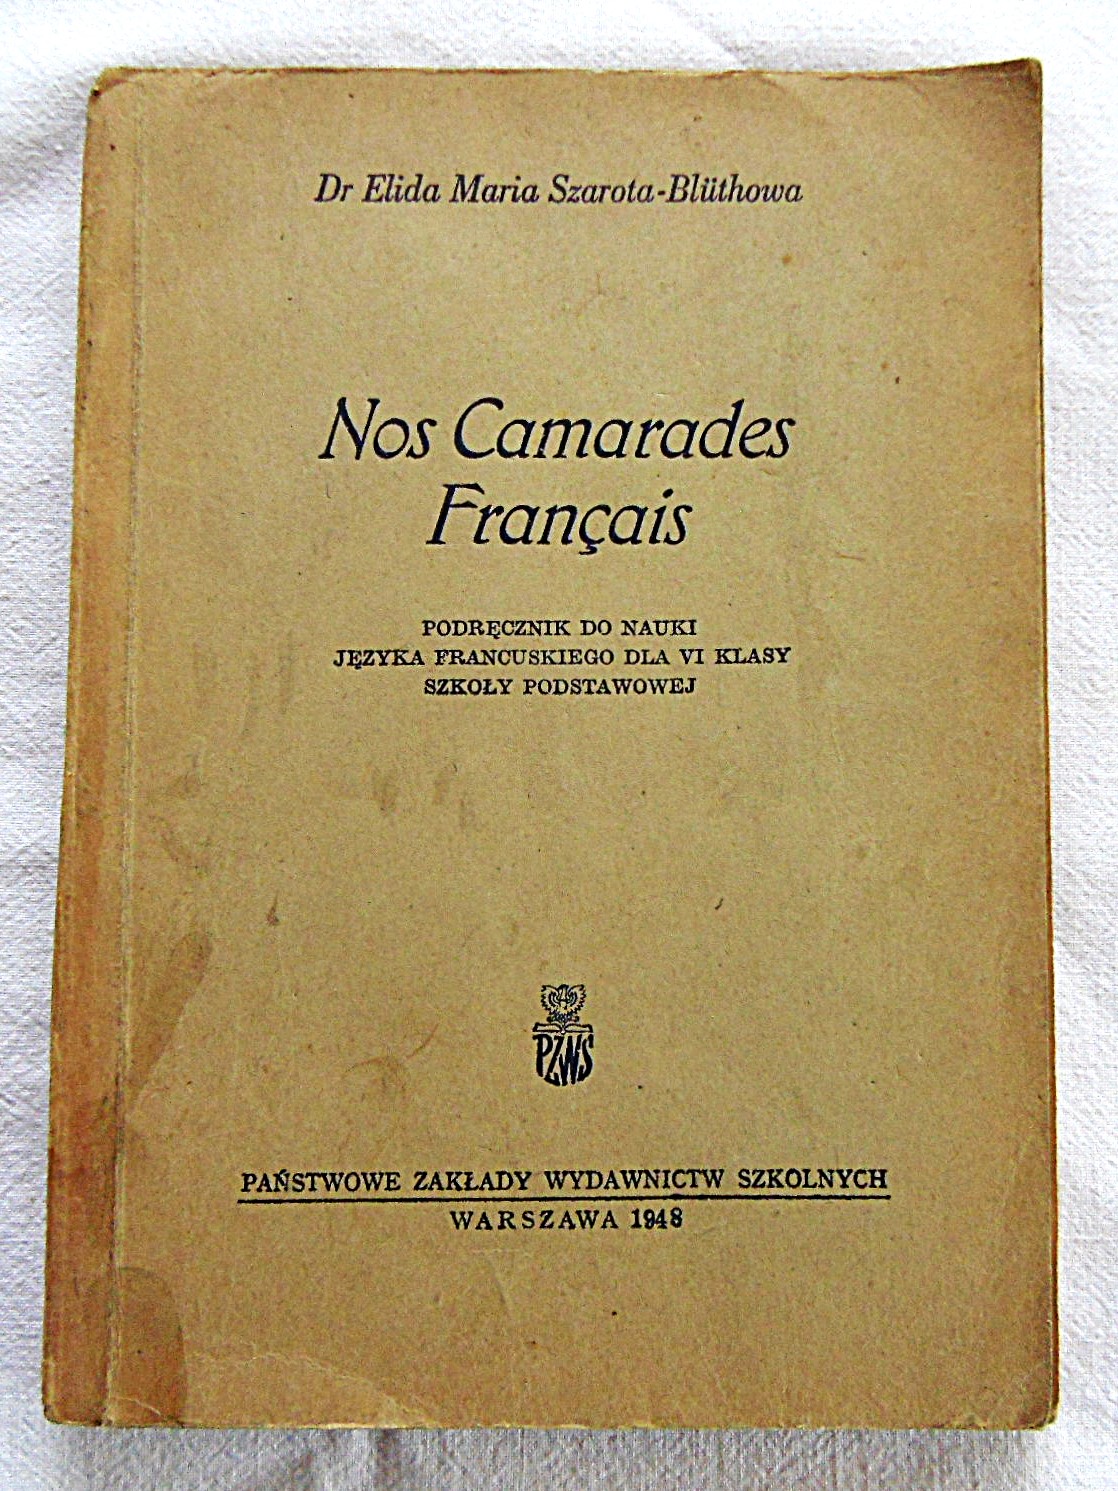 Dr Elida Maria Szarota-Blüthowa
Nos Camarades
Français
PODRĘCZNIK DO NAUKI
JĘZYKA FRANCUSKIEGO DLA VI KLASY
SZKOŁY PODSTAWOWEJ
PZWS
PAŃSTWOWE ZAKŁADY WYDAWNICTW SZKOLNYCH
WARSZAWA 1948